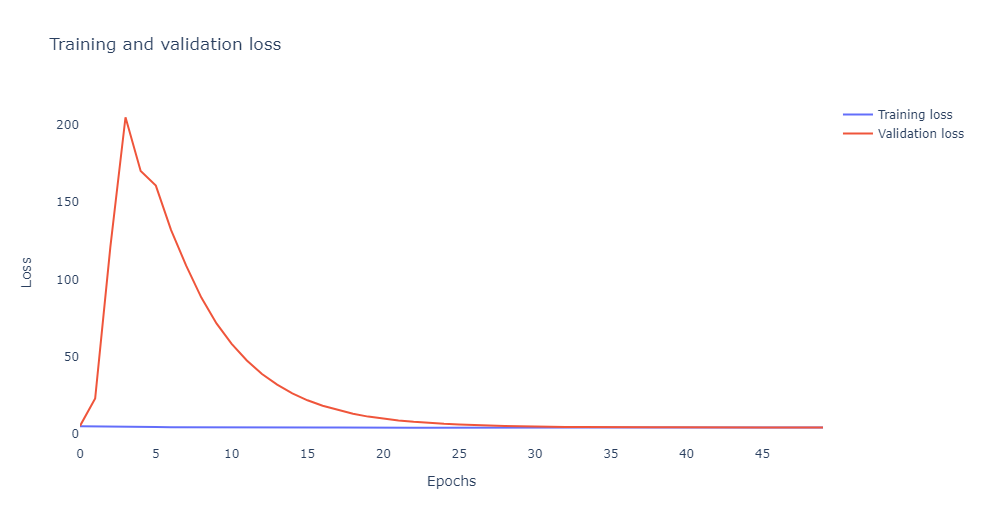 Training and validation loss
Training loss
Validation loss
200
150
100
50
0
Loss
0 5 10 15 20 25 30 35 40 45
Epochs